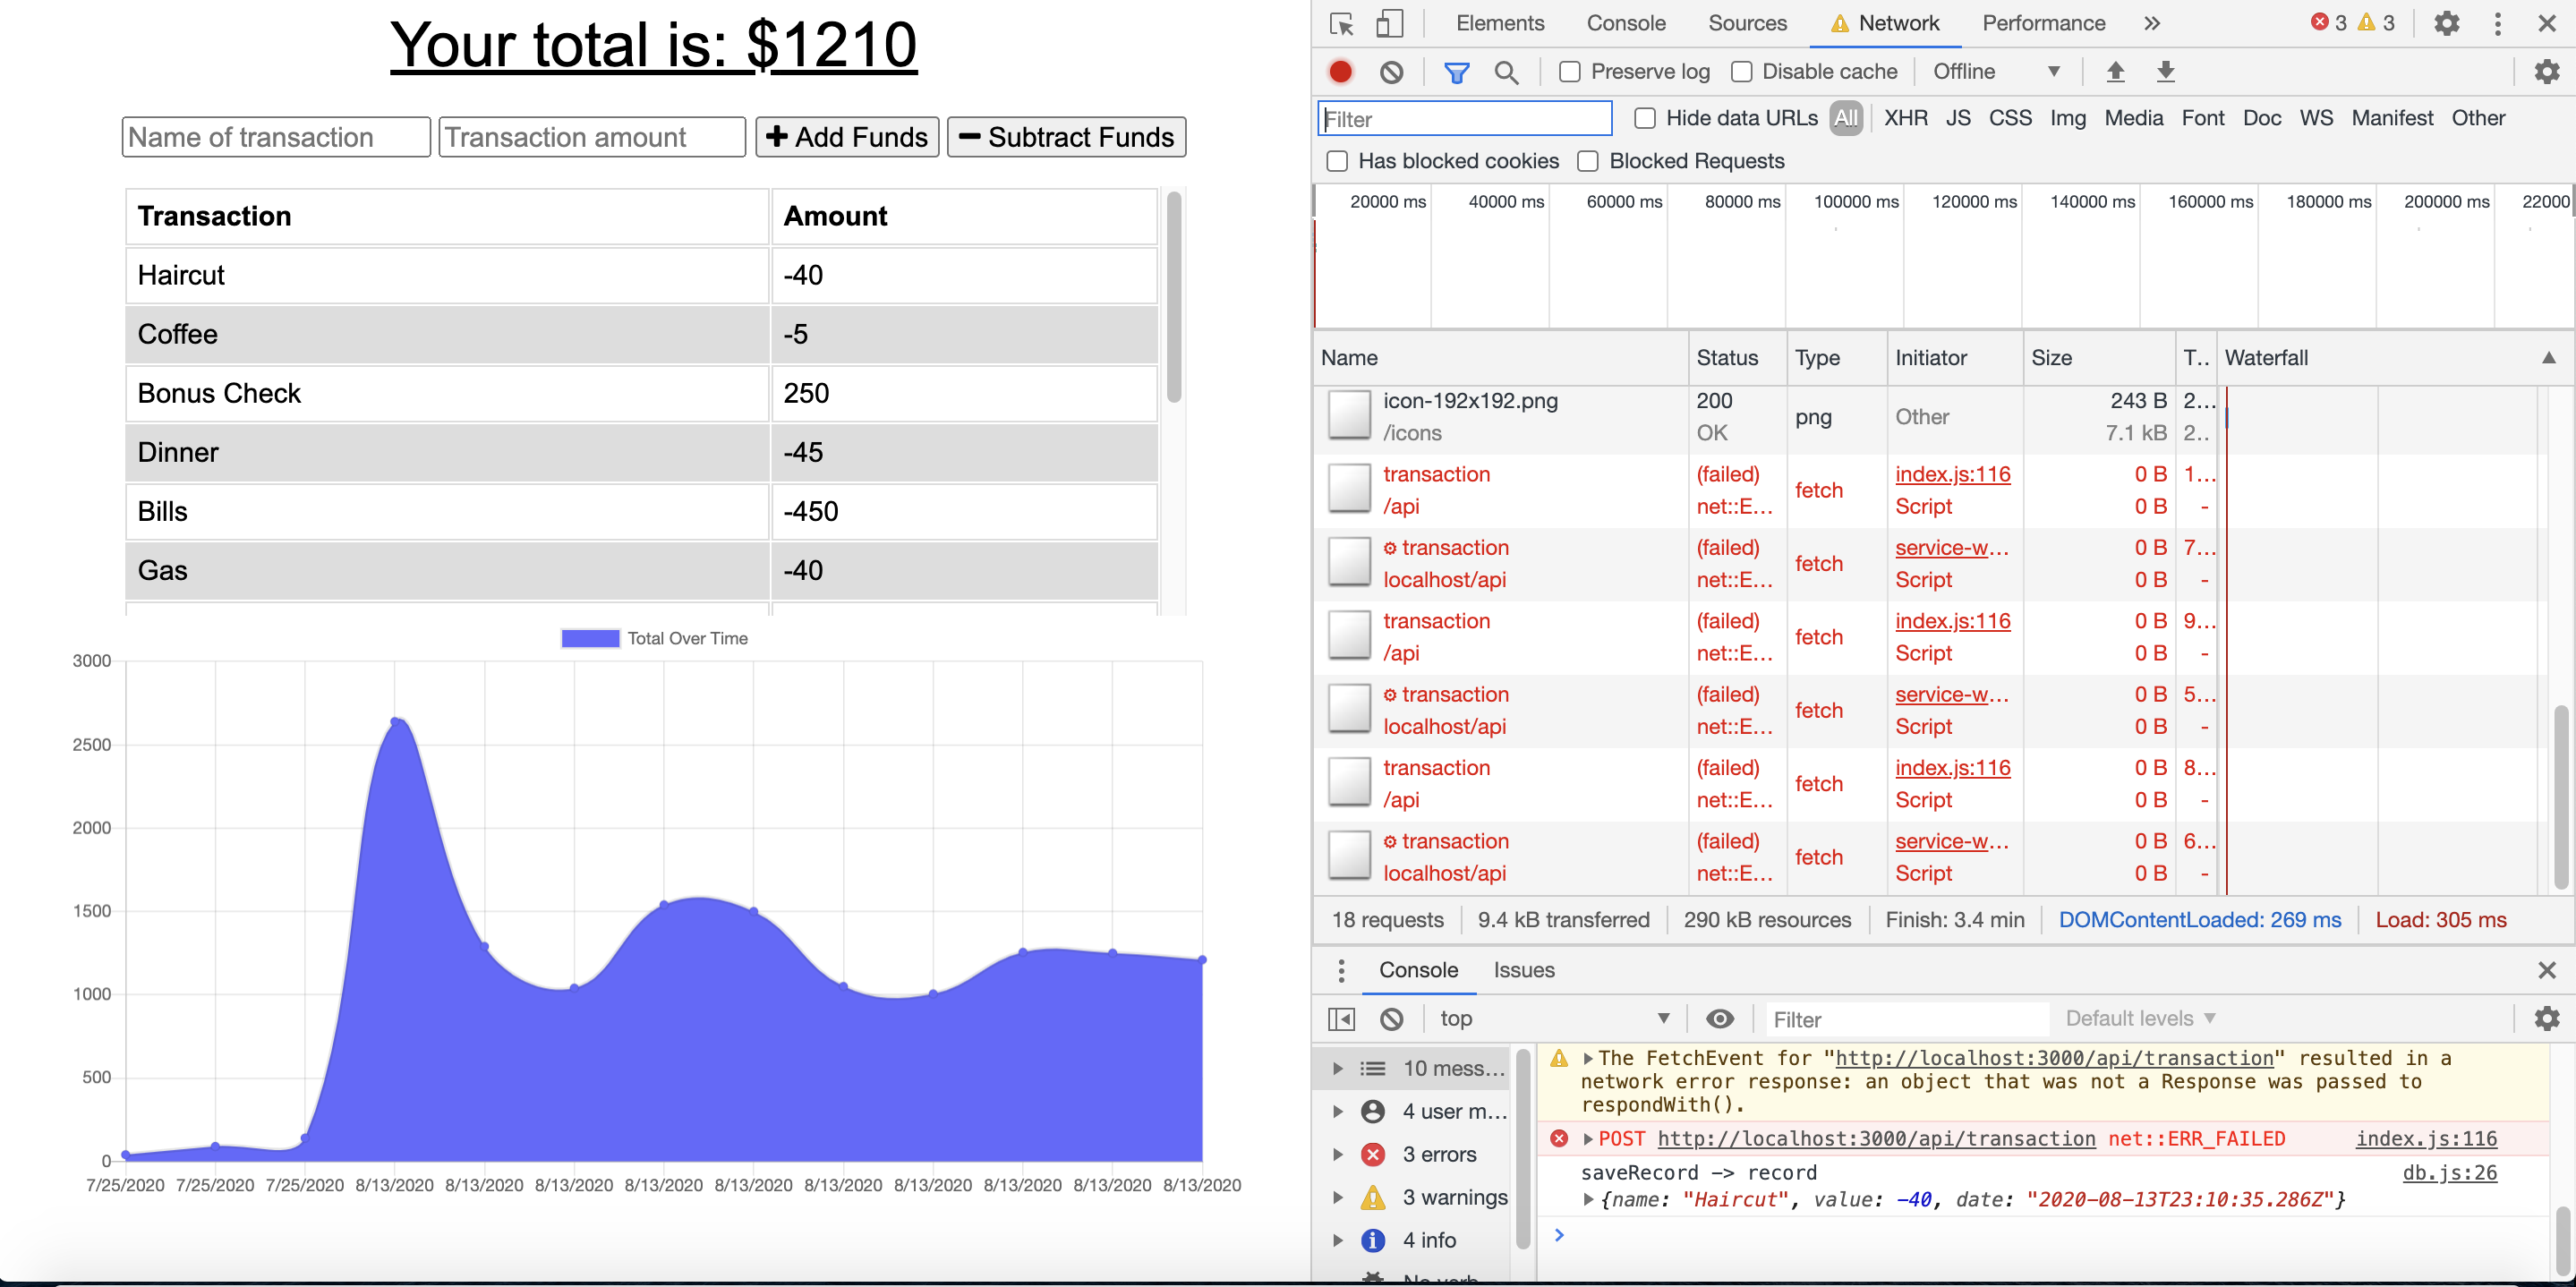 Your total is: $1210
Name of transaction Transaction amount Add Funds Subtract Funds
Transaction Amount
Haircut -40
Coffee -5
Bonus Check 250
Dinner -45
Bills -450
Gas -40
Total Over Time
3000
2500
2000
1500
1000
500
0
7/25/2020 7/25/2020 7/25/2020 8/13/2020 8/13/2020 8/13/2020 8/13/2020 8/13/2020 8/13/2020 8/13/2020 8/13/2020 8/13/2020 8/13/2020
Elements Console Sources Network Performance » 3 3
Preserve log Disable cache Offline
Filter Hide data URLs All XHR JS CSS Img Media Font Doc WS Manifest Other
Has blocked cookies Blocked Requests
20000 ms 40000 ms 60000 ms 80000 ms 100000 ms 120000 ms 140000 ms 160000 ms 180000 ms 200000 ms 22000
Name Status Type Initiator Size T.. Waterfall
icon-192x192.png 200 png Other 243 B 2...
/icons OK 7.1 kB 2..
transaction (failed) fetch index.js:116 0 B 1...
/api net::E... Script 0 B -
transaction (failed) fetch service-w... 0 B 7...
localhost/api net::E... Script 0 B -
transaction (failed) fetch index.js:116 0 B 9...
/api net::E... Script 0 B -
transaction (failed) fetch service-w... 0 B 5...
localhost/api net::E... Script 0 B -
transaction (failed) fetch index.js:116 0 B 8...
/api net::E... Script 0 B -
transaction (failed) fetch service-w... 0 B 6...
localhost/api net::E... Script 0 B -
18 requests 9.4 kB transferred 290 kB resources Finish: 3.4 min DOMContentLoaded: 269 ms Load: 305 ms
Console Issues
top Filter Default levels
10 mess...
4 user m...
3 errors
3 warnings
4 info
The FetchEvent for "http://localhost:3000/api/transaction" resulted in a
network error response: an object that was not a Response was passed to
respondWith().
POST http://localhost:3000/api/transaction net::ERR_FAILED index.js:116
saveRecord -> record db.js:26
{name: "Haircut", value: -40, date: "2020-08-13T23:10:35.286Z"}